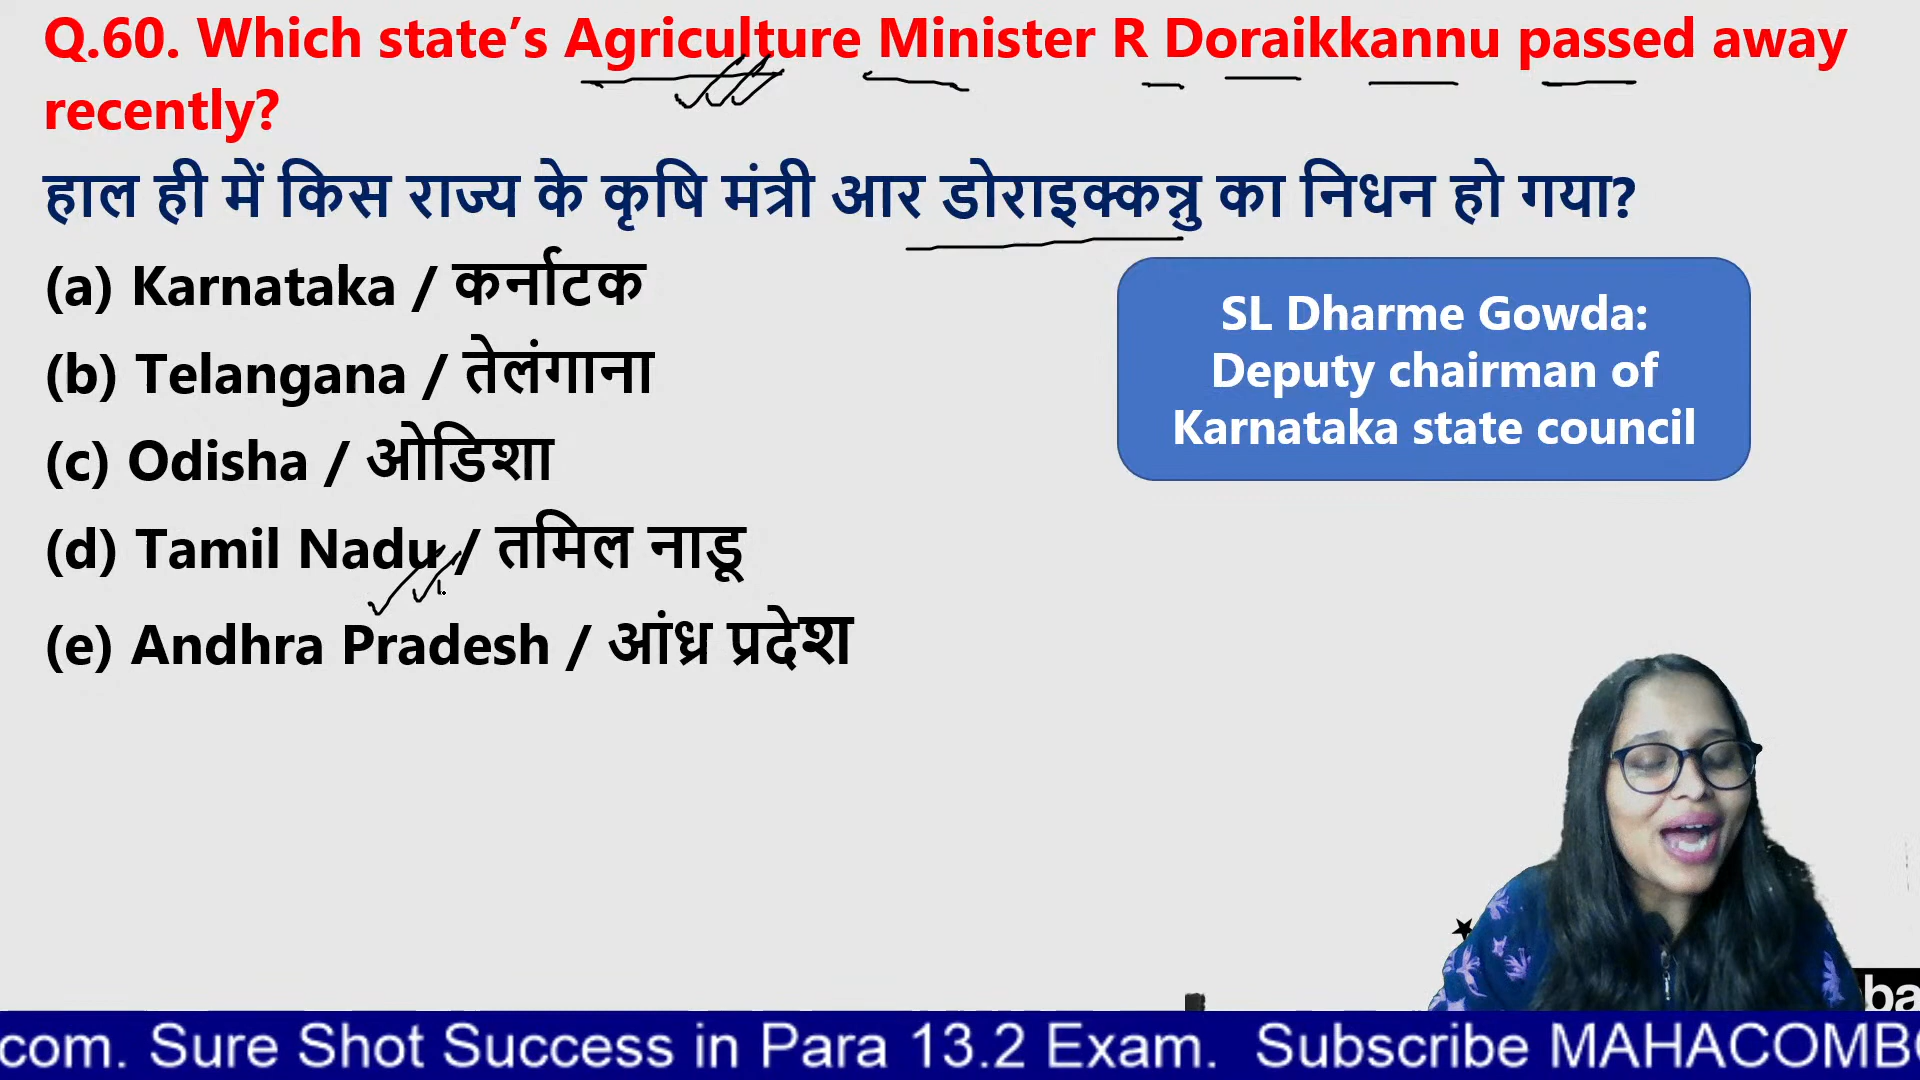 Q.60. Which state’s Agriculture Minister R Doraikkannu passed away
recently?
हाल ही में किस राज्य के कृषि मंत्री आर डोराइक्कन्नु का निधन हो गया?
(a) Karnataka / कर्नाटक
(b) Telangana / तेलंगाना
(c) Odisha / ओडिशा
(d) Tamil Nadu / तमिल नाडू
(e) Andhra Pradesh / आंध्र प्रदेश
SL Dharme Gowda:
Deputy chairman of
Karnataka state council
ba
com. Sure Shot Success in Para 13.2 Exam. Subscribe MAHACOMBO